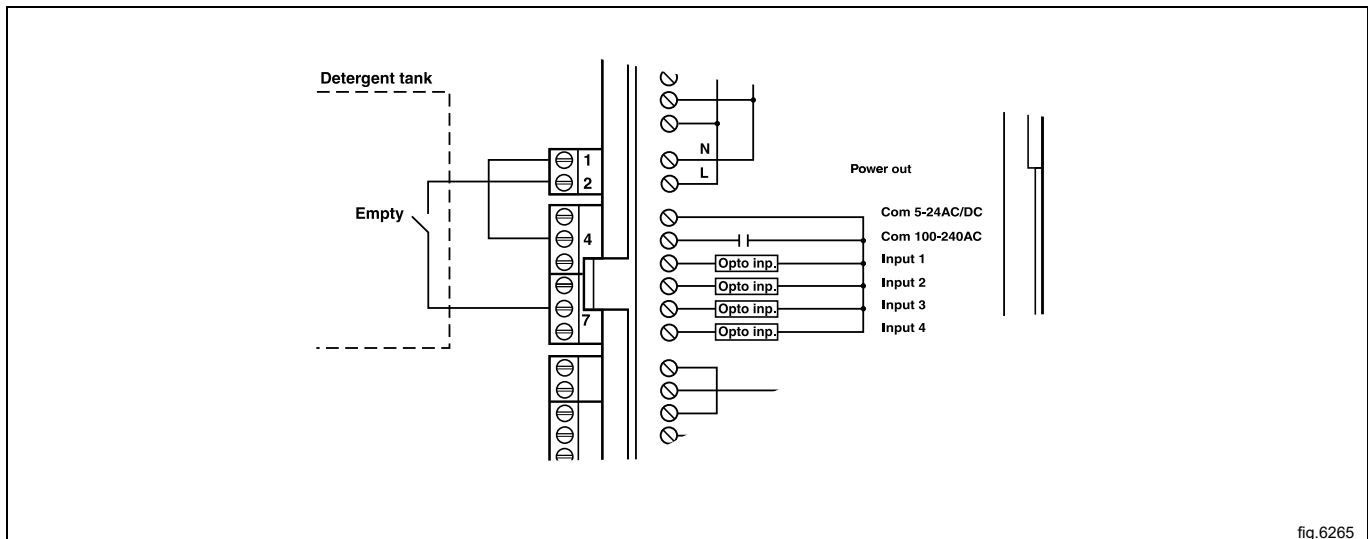 Detergent tank
Empty
1
2
4
7
N
L
Power out
Com 5-24AC/DC
Com 100-240AC
Opto inp. Input 1
Opto inp. Input 2
Opto inp. Input 3
Opto inp. Input 4
fig.6265